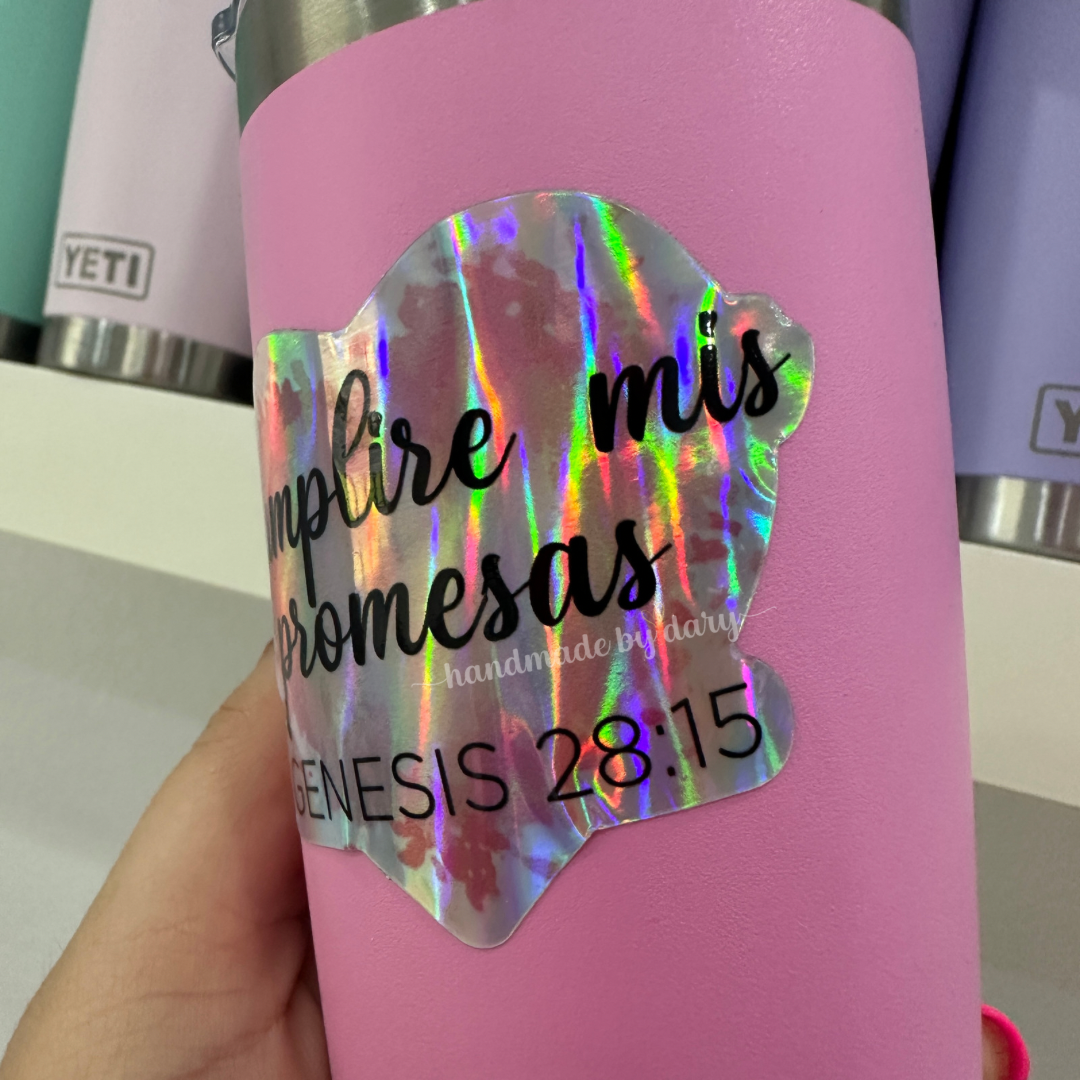 YETI
mplire mis
promesas
handmade by dary
GENESIS 28:15
Y